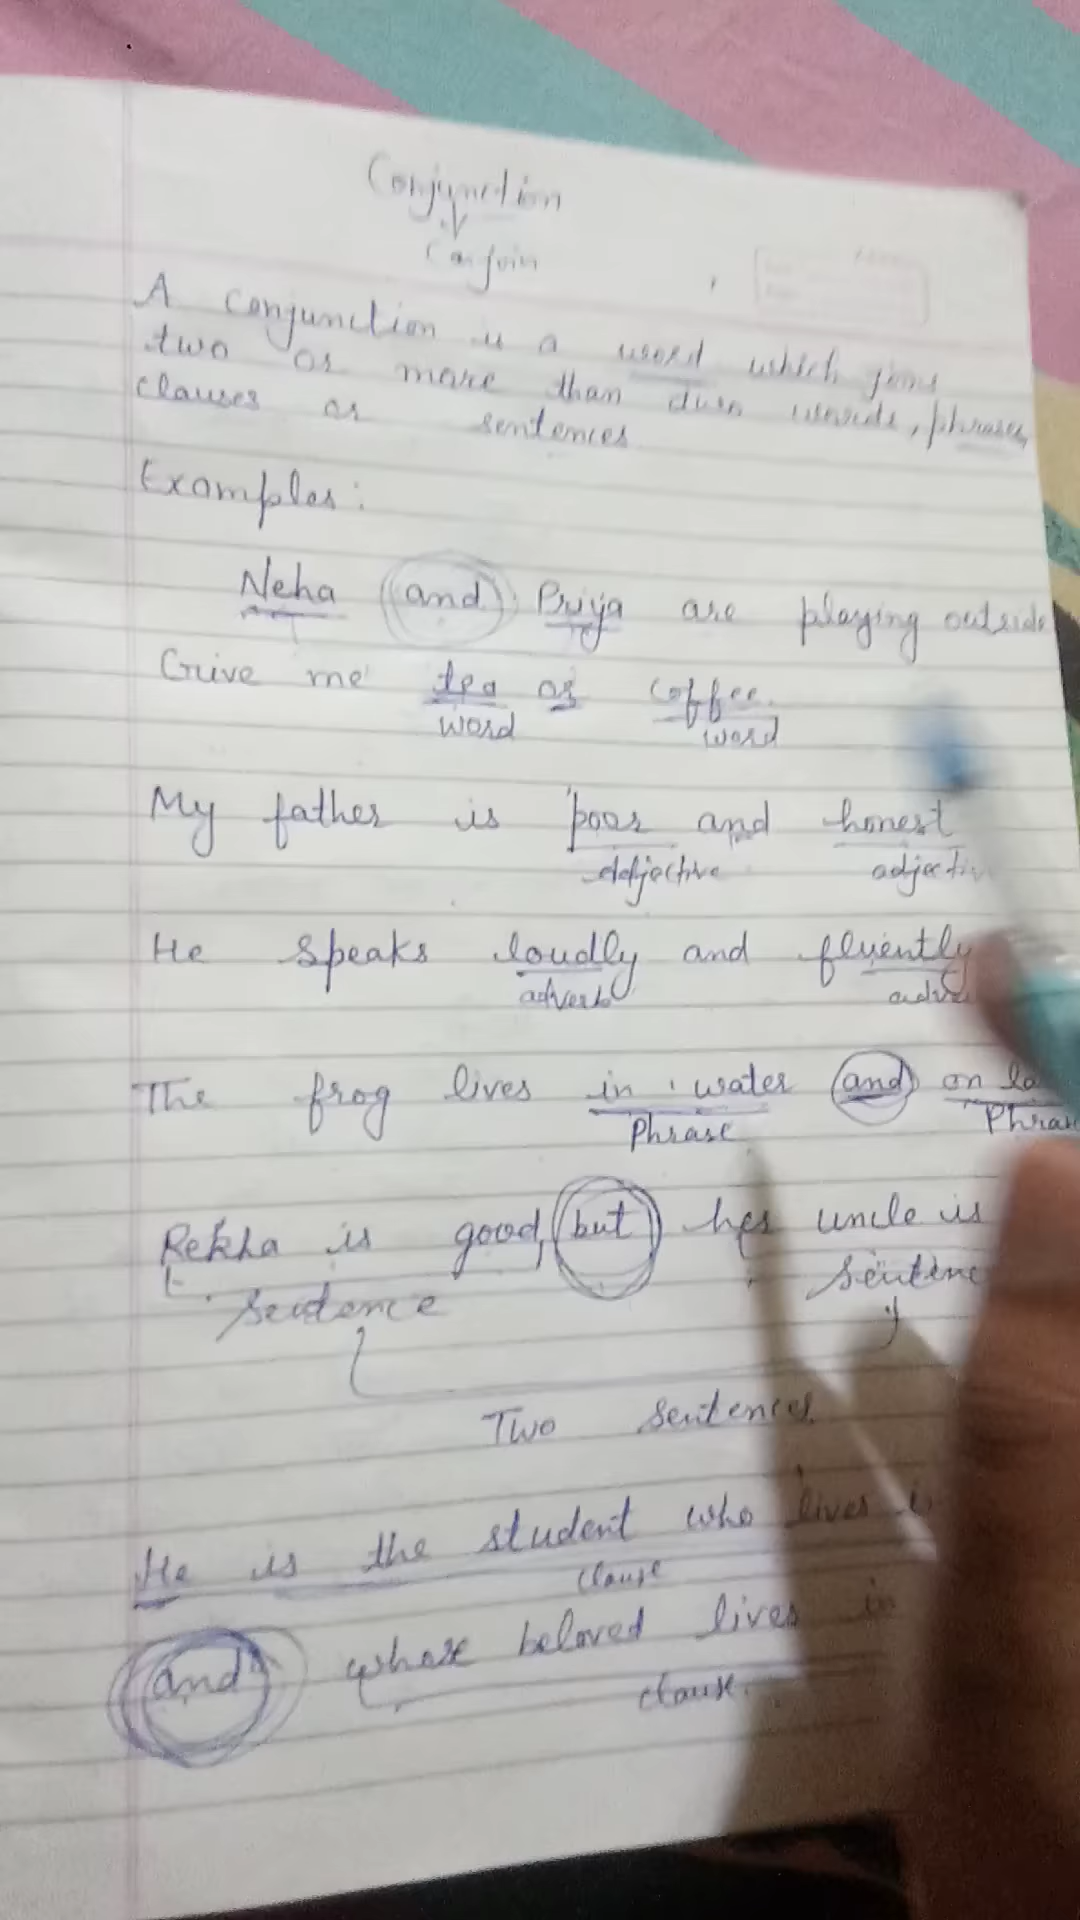 Conjunction
Conjoin
A conjunction is a word which joins
two or more than two words, phrases,
clauses or sentences
Examples:
Neha and Priya are playing outside
Give me tea or coffee.
word word
My father is poor and honest
adjective
He speaks loudly and fluently
adverb
The frog lives in water and on
Phrase
Rekha is good, but her uncle is
Sentence
Two sentences.
He is the student who lives
clause
and whose beloved lives in
clause.